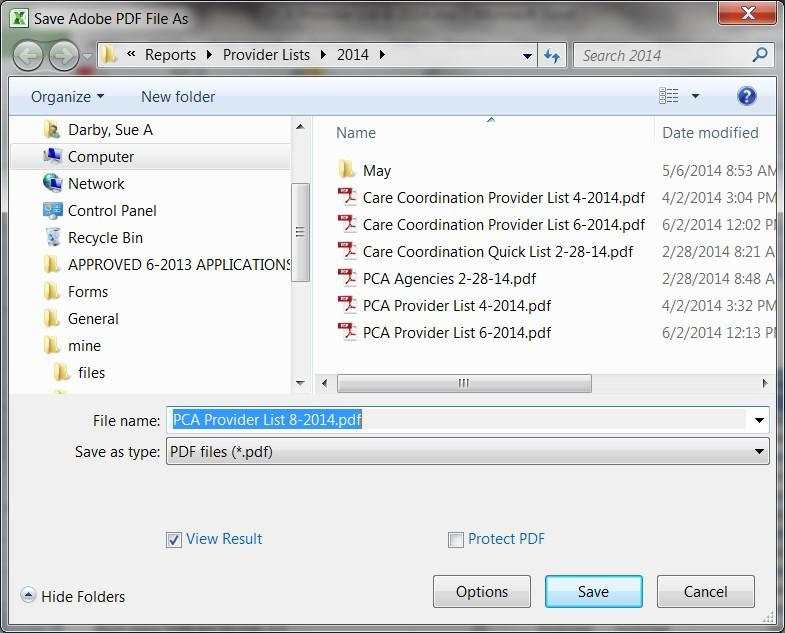 Save Adobe PDF File As
« Reports ▸ Provider Lists ▸ 2014 ▸
Search 2014
Organize
New folder
Darby, Sue A
Computer
Network
Control Panel
Recycle Bin
APPROVED 6-2013 APPLICATIONS
Forms
General
mine
files
Name Date modified
May 5/6/2014 8:53 AM
Care Coordination Provider List 4-2014.pdf 4/2/2014 3:04 PM
Care Coordination Provider List 6-2014.pdf 6/2/2014 12:02 P
Care Coordination Quick List 2-28-14.pdf 2/28/2014 8:21 A
PCA Agencies 2-28-14.pdf 2/28/2014 8:48 A
PCA Provider List 4-2014.pdf 4/2/2014 3:32 PM
PCA Provider List 6-2014.pdf 6/2/2014 12:13 P
File name: PCA Provider List 8-2014.pdf
Save as type: PDF files (*.pdf)
View Result
Protect PDF
Hide Folders
Options
Save
Cancel